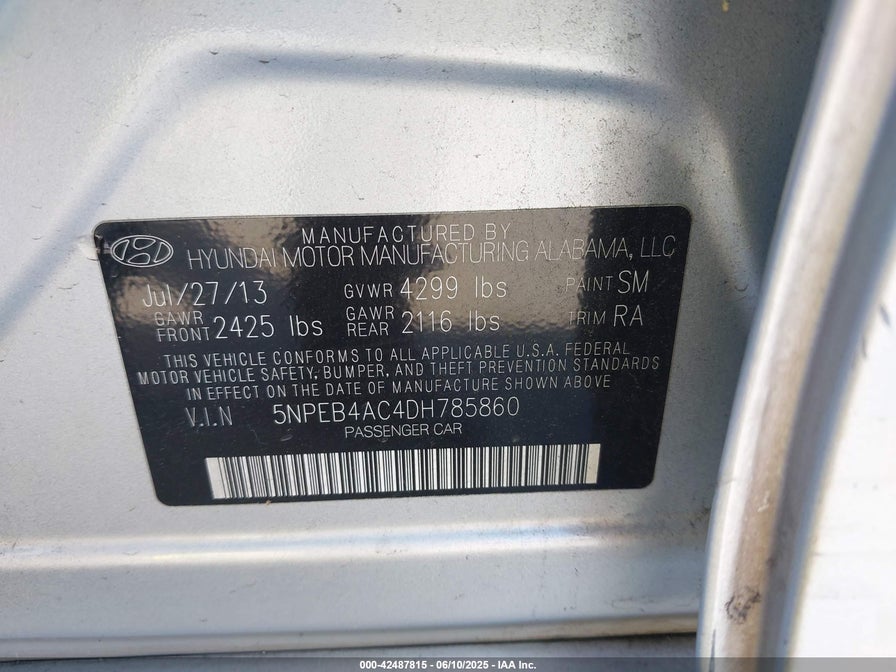 MANUFACTURED BY
HYUNDAI MOTOR MANUFACTURING ALABAMA, LLC
Jul/27/13 GVWR 4299 lbs PAINT SM
GAWR FRONT 2425 lbs GAWR REAR 2116 lbs TRIM RA
THIS VEHICLE CONFORMS TO ALL APPLICABLE U.S.A. FEDERAL
MOTOR VEHICLE SAFETY, BUMPER, AND THEFT PREVENTION STANDARDS
IN EFFECT ON THE DATE OF MANUFACTURE SHOWN ABOVE.
V.I.N 5NPEB4AC4DH785860
PASSENGER CAR
000-42487815 - 06/10/2025 - IAA Inc.